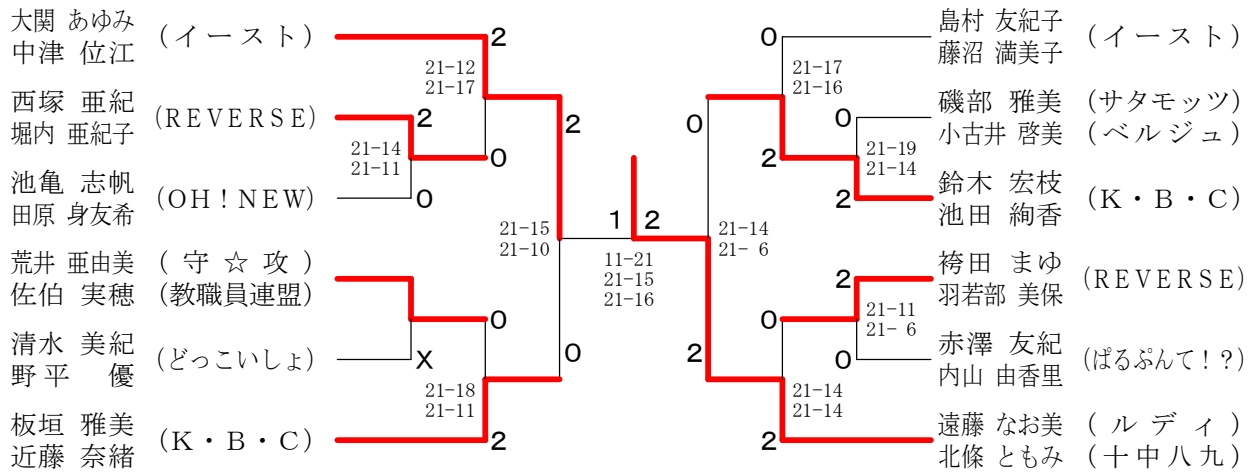 大関 あゆみ
中津 位江
(イースト)
2
21-12
21-17
西塚 亜紀
堀内 亜紀子
(REVERSE)
2
2
21-14
21-11
0
池亀 志帆
田原 身友希
(OH！NEW)
0
21-15
21-10
荒井 亜由美
佐伯 実穂
(守☆攻)
(教職員連盟)
0
清水 美紀
野平 優
(どっこいしょ)
X
0
21-18
21-11
板垣 雅美
近藤 奈緒
(K・B・C)
2
1
2
11-21
21-15
21-16
0
島村 友紀子
藤沼 満美子
(イースト)
21-17
21-16
0
0
磯部 雅美
小古井 啓美
(サタモッツ)
(ベルジュ)
21-19
21-14
2
2
鈴木 宏枝
池田 絢香
(K・B・C)
21-14
21- 6
2
袴田 まゆ
羽若部 美保
(REVERSE)
0
21-11
21- 6
2
0
赤澤 友紀
内山 由香里
(ぱるぷんて！？)
21-14
21-14
2
遠藤 なお美
北條 ともみ
(ルディ)
(十中八九)